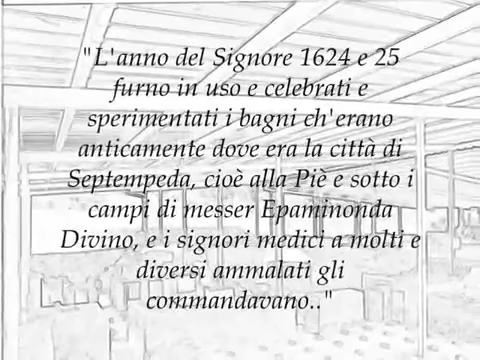 "L'anno del Signore 1624 e 25
furno in uso e celebrati e
sperimentati i bagni ch'erano
anticamente dove era la città di
Septempeda, cioè alla Piè e sotto i
campi di messer Epaminonda
Divino, e i signori medici a molti e
diversi ammalati gli
commandavano.."